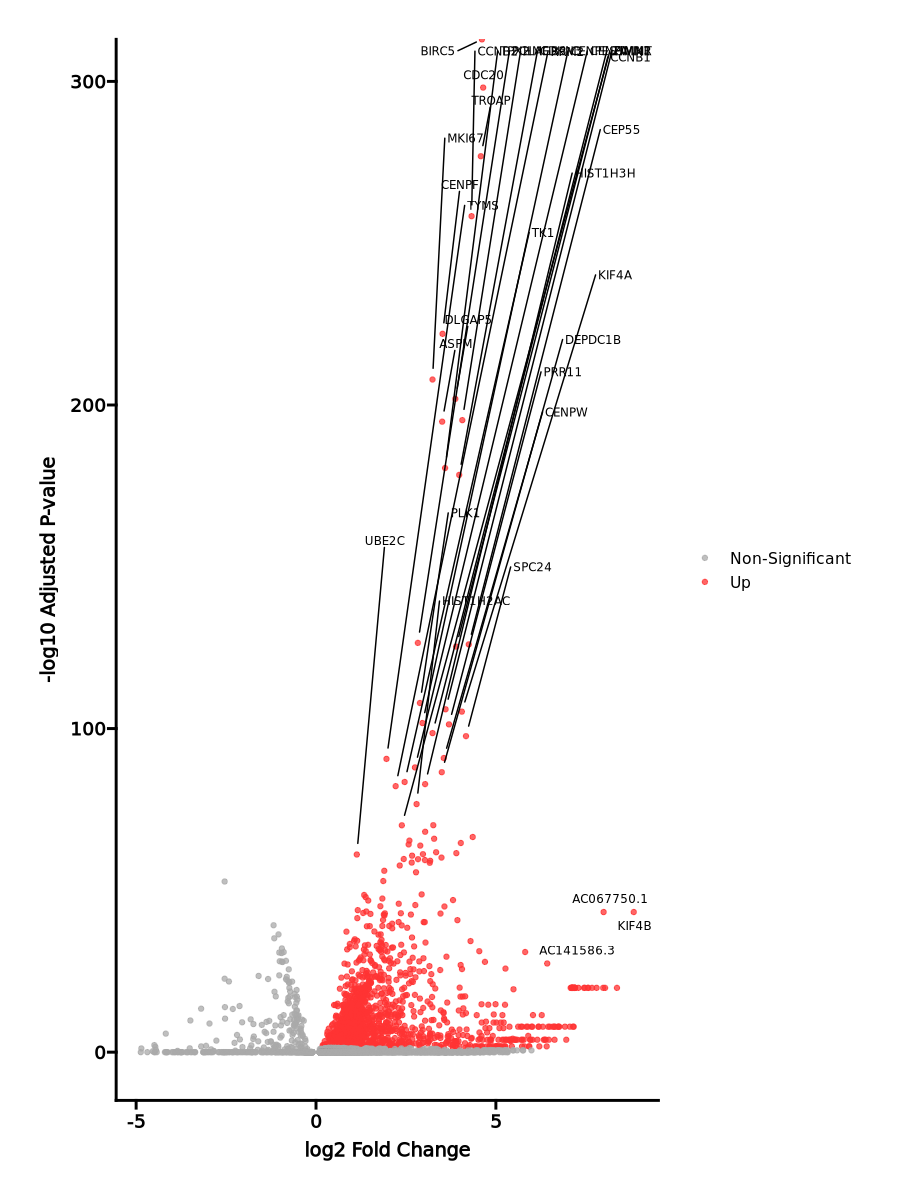 BIRC5
CCNB1
CDC20
TROAP
CEP55
MKI67
HIST1H3H
CENPF
TYMS
TK1
KIF4A
DLGAP5
ASPM
DEPDC1B
PRR11
CENPW
PLK1
UBE2C
SPC24
HIST1H2AC
AC067750.1
KIF4B
AC141586.3
300
200
100
0
-5
0
5
log2 Fold Change
-log10 Adjusted P-value
Non-Significant
Up